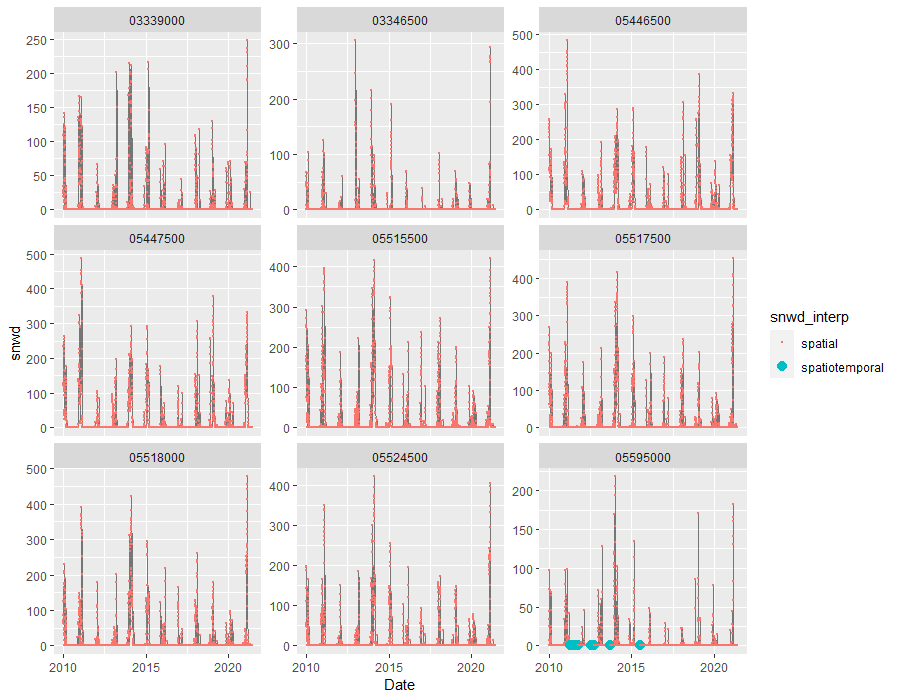 03339000 03346500 05446500
250 200 150 100 50 0
300 200 100 0
500 400 300 200 100 0
05447500 05515500 05517500
snwd
500 400 300 200 100 0
400 300 200 100 0
400 300 200 100 0
snwd_interp
spatial
spatiotemporal
05518000 05524500 05595000
500 400 300 200 100 0
400 300 200 100 0
200 150 100 50 0
2010 2015 2020 2010 2015 2020 2010 2015 2020
Date